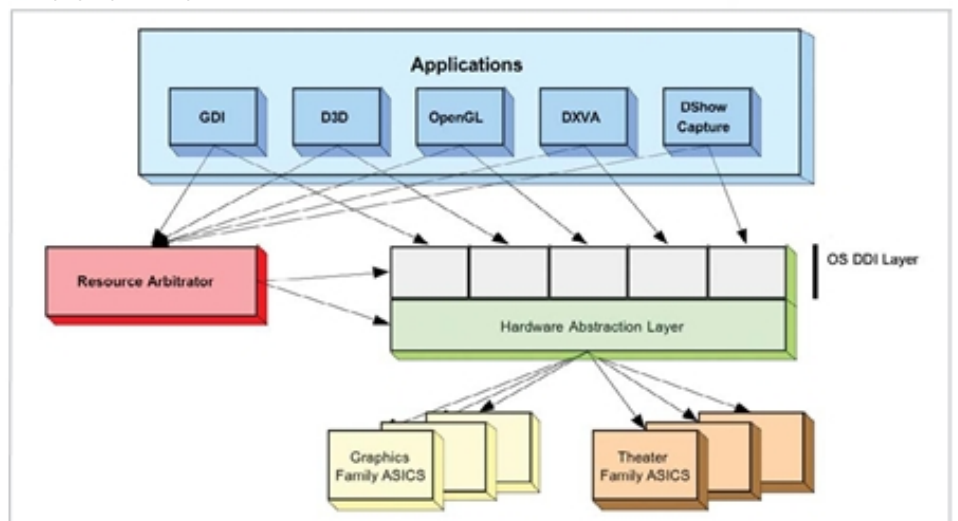 Applications
GDI
D3D
OpenGL
DXVA
DShow
Capture
OS DDI Layer
Resource Arbitrator
Hardware Abstraction Layer
Graphics
Family ASICS
Theater
Family ASICS